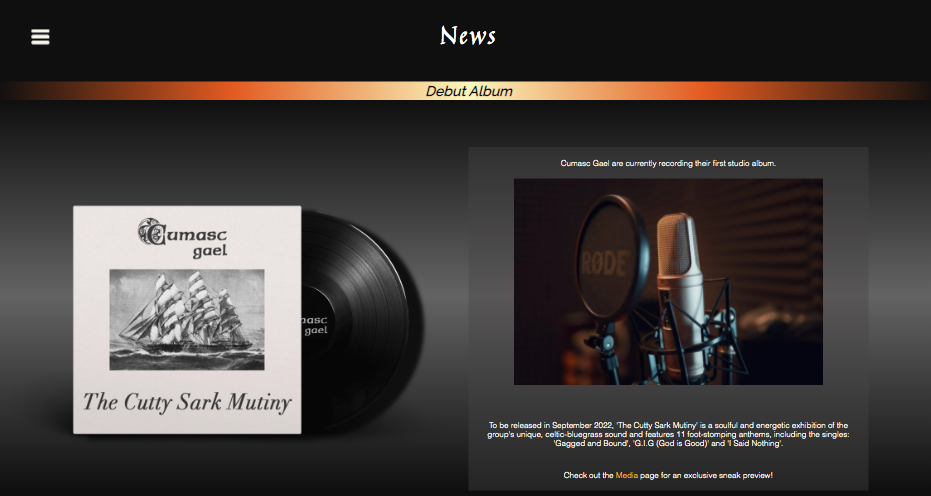 News
Debut Album
Cumasc
gael
The Cutty Sark Mutiny
masc
gael
Cumasc Gael are currently recording their first studio album.
RØDE
To be released in September 2022, 'The Cutty Sark Mutiny' is a soulful and energetic exhibition of the
group's unique, celtic-bluegrass sound and features 11 foot-stomping anthems, including the singles:
'Gagged and Bound', 'G.I.G (God is Good)' and 'I Said Nothing'.
Check out the Media page for an exclusive sneak preview!